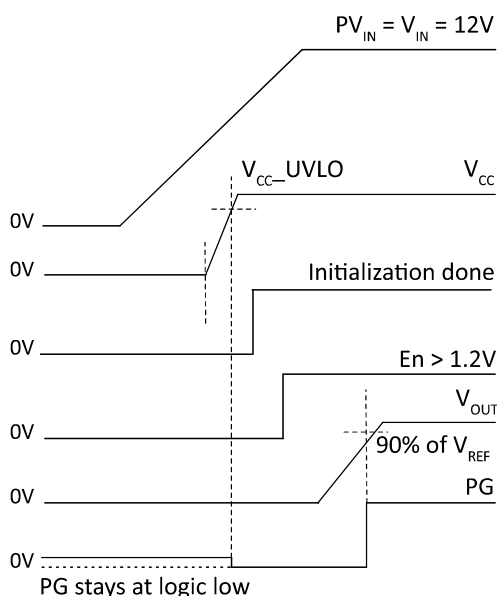 PV_IN = V_IN = 12V
V_CC_UVLO
V_CC
0V
0V
Initialization done
0V
En > 1.2V
0V
V_OUT
90% of V_REF
PG
0V
0V
PG stays at logic low